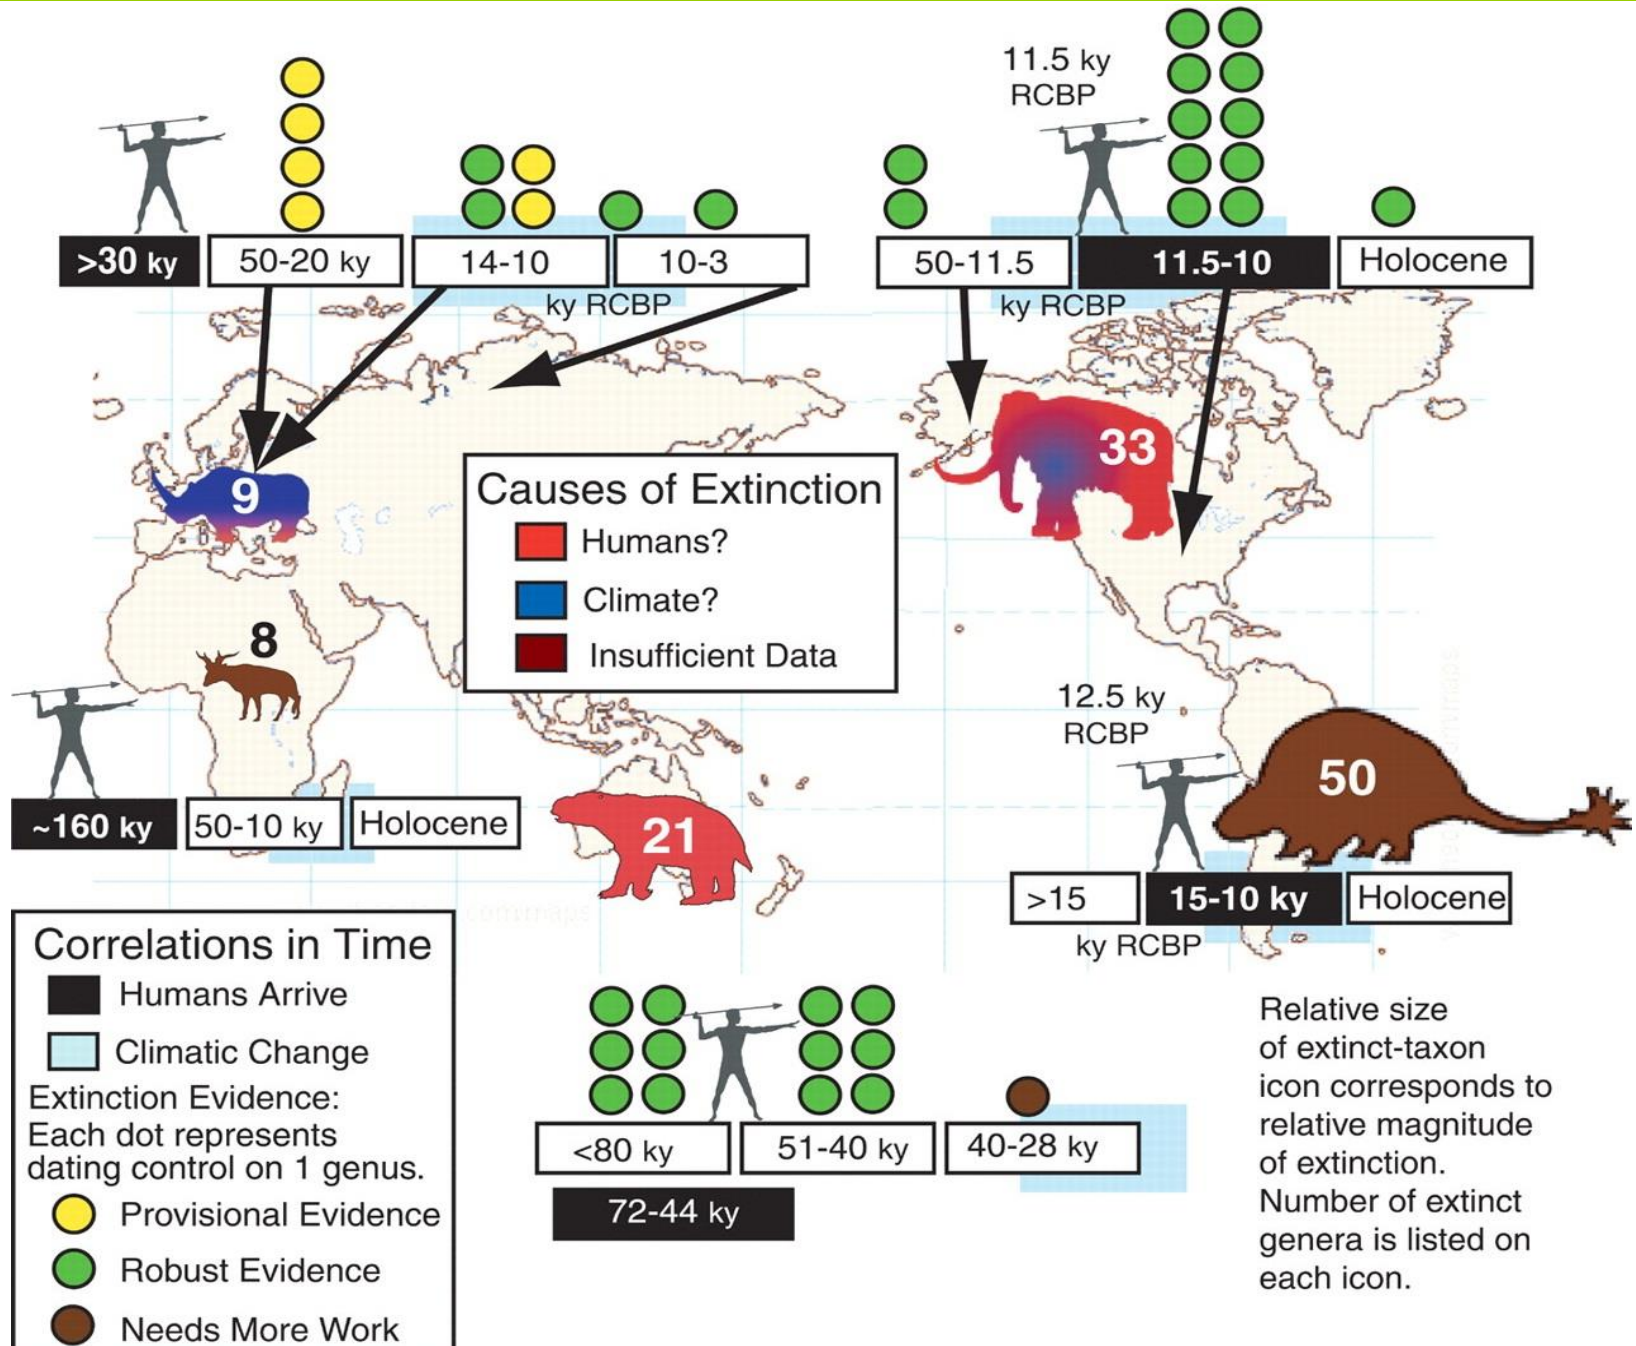 11.5 ky
RCBP
>30 ky
50-20 ky
14-10
10-3
ky RCBP
50-11.5
11.5-10
Holocene
ky RCBP
33
9
Causes of Extinction
Humans?
Climate?
Insufficient Data
8
12.5 ky
RCBP
50
~160 ky
50-10 ky
Holocene
21
>15
15-10 ky
Holocene
ky RCBP
Correlations in Time
Humans Arrive
Climatic Change
Extinction Evidence:
Each dot represents
dating control on 1 genus.
Provisional Evidence
Robust Evidence
Needs More Work
<80 ky
51-40 ky
40-28 ky
72-44 ky
Relative size
of extinct-taxon
icon corresponds to
relative magnitude
of extinction.
Number of extinct
genera is listed on
each icon.